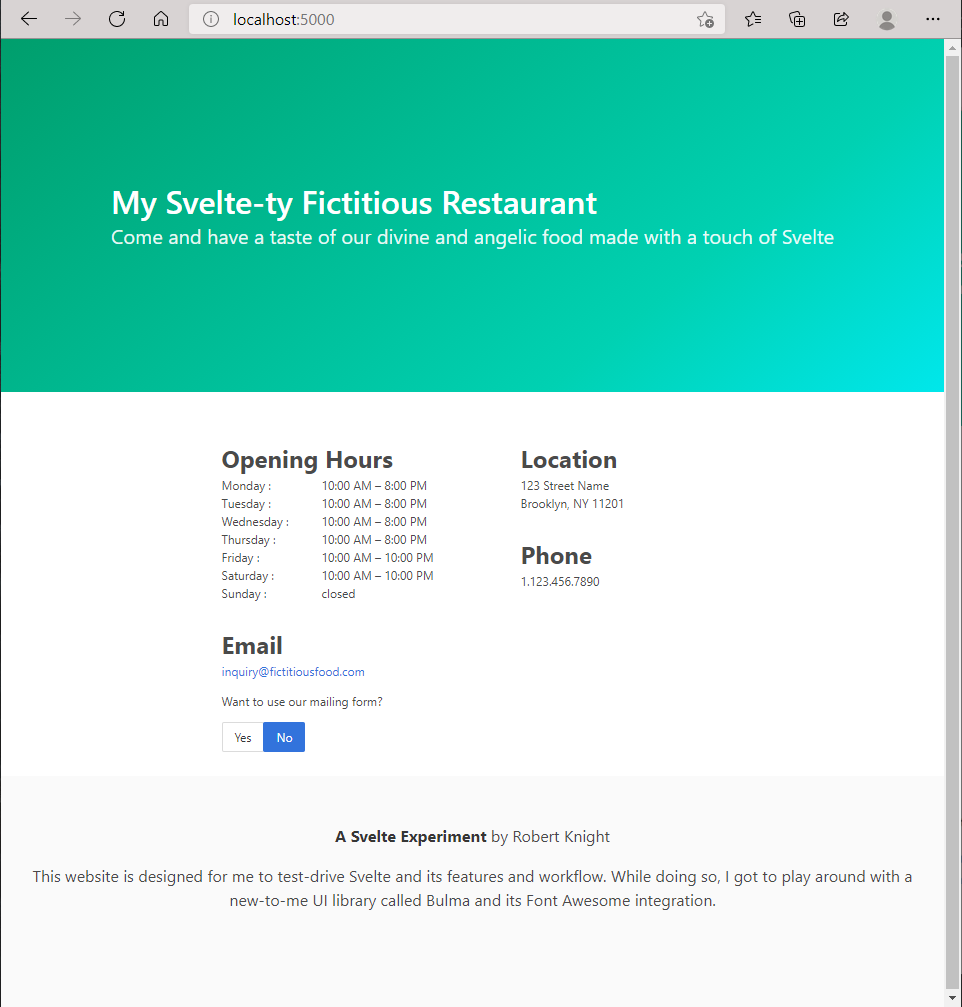 localhost:5000
My Svelte-ty Fictitious Restaurant
Come and have a taste of our divine and angelic food made with a touch of Svelte
Opening Hours
Monday : 10:00 AM – 8:00 PM
Tuesday : 10:00 AM – 8:00 PM
Wednesday : 10:00 AM – 8:00 PM
Thursday : 10:00 AM – 8:00 PM
Friday : 10:00 AM – 10:00 PM
Saturday : 10:00 AM – 10:00 PM
Sunday : closed
Location
123 Street Name
Brooklyn, NY 11201
Phone
1.123.456.7890
Email
inquiry@fictitiousfood.com
Want to use our mailing form?
Yes No
A Svelte Experiment by Robert Knight
This website is designed for me to test-drive Svelte and its features and workflow. While doing so, I got to play around with a
new-to-me UI library called Bulma and its Font Awesome integration.